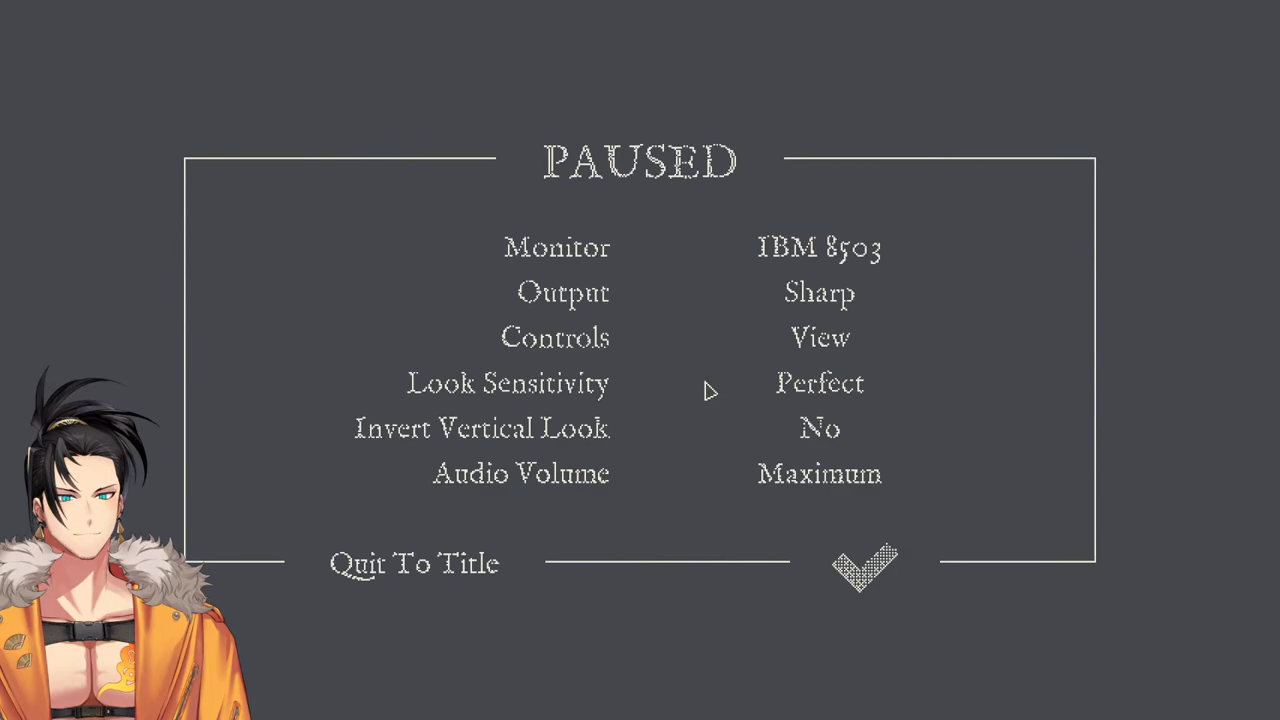 PAUSED
Monitor IBM 8503
Output Sharp
Controls View
Look Sensitivity Perfect
Invert Vertical Look No
Audio Volume Maximum
Quit To Title